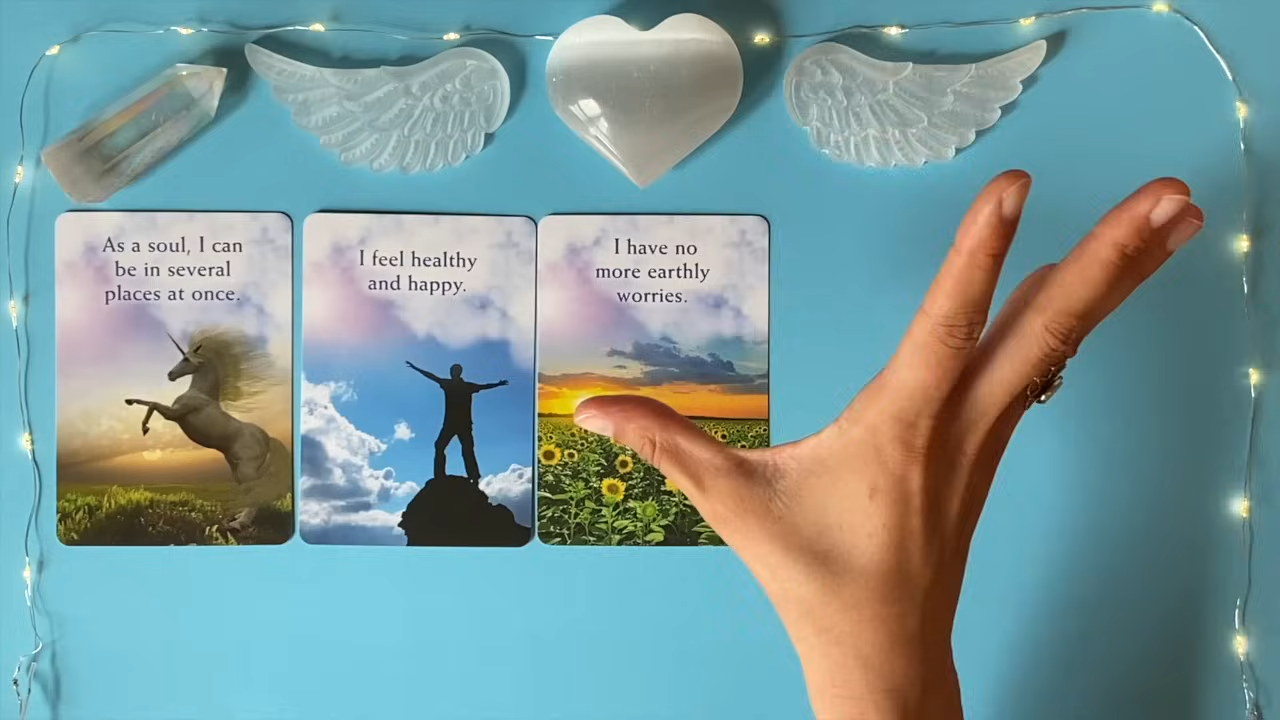 As a soul, I can
be in several
places at once.
I feel healthy
and happy.
I have no
more earthly
worries.